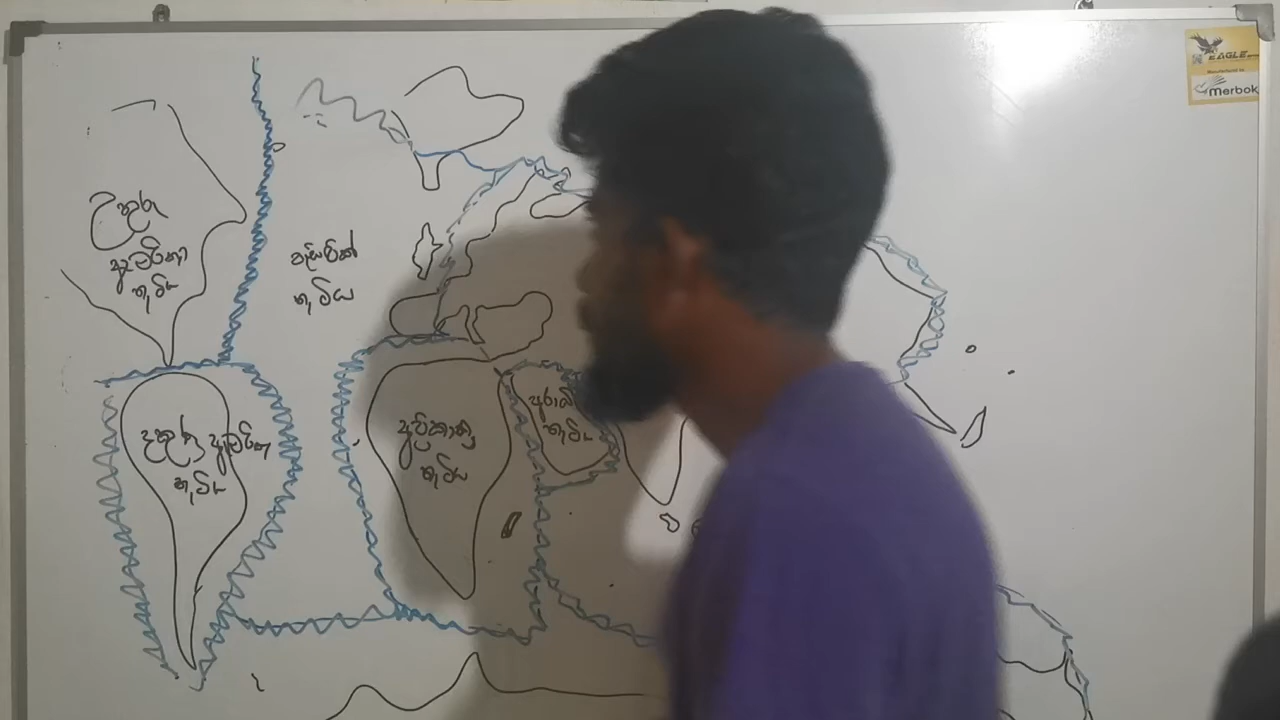 උතුරු
ඇමරිකා
තැටිය
පැසිෆික්
තැටිය
දකුණු ඇමරිකා
තැටිය
අප්‍රිකානු
තැටිය
අරාබි
තැටිය
EAGLE
merbok